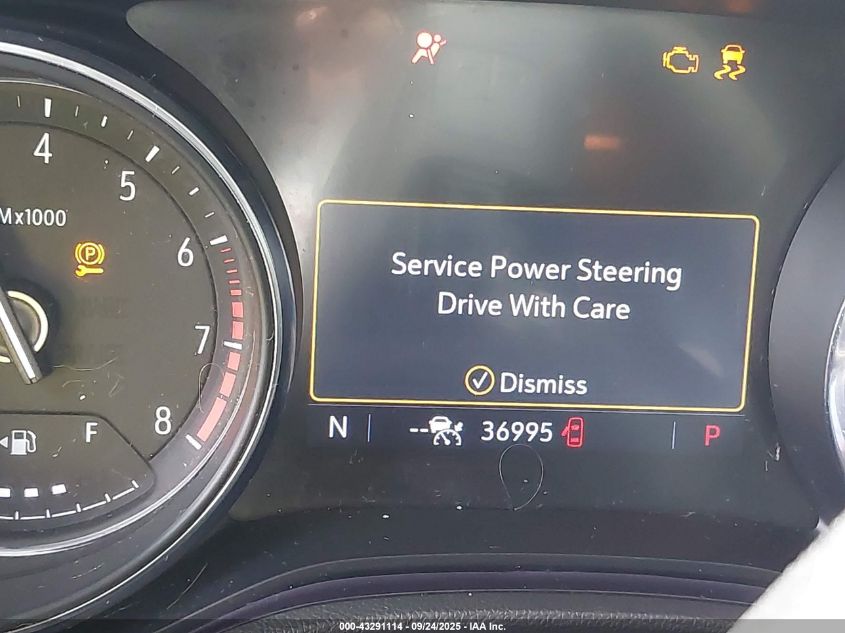 4
5
Mx1000
6
P
7
8
F
Service Power Steering
Drive With Care
Dismiss
N -- 36995 P
000-43291114 - 09/24/2025 - IAA Inc.